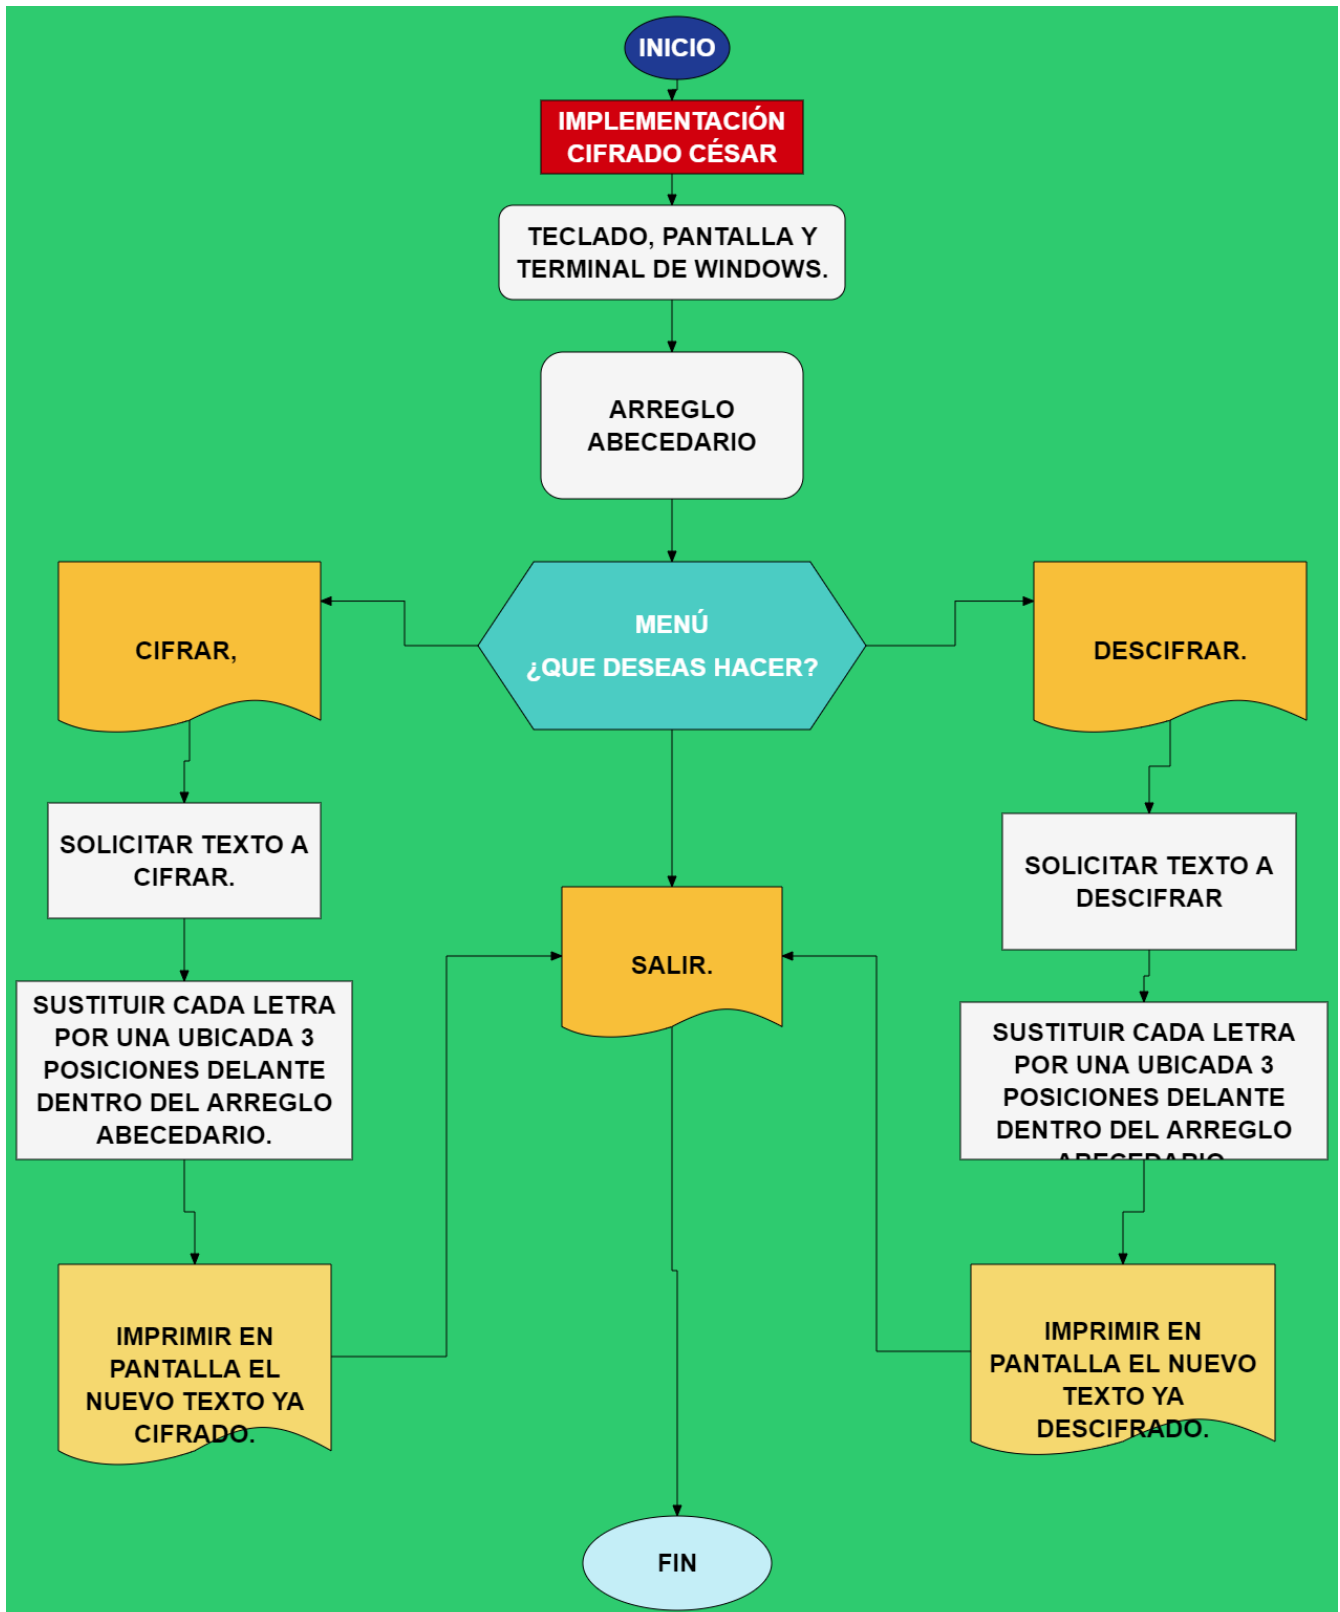 INICIO
IMPLEMENTACIÓN
CIFRADO CÉSAR
TECLADO, PANTALLA Y
TERMINAL DE WINDOWS.
ARREGLO
ABECEDARIO
MENÚ
¿QUE DESEAS HACER?
CIFRAR,
DESCIFRAR.
SOLICITAR TEXTO A
CIFRAR.
SOLICITAR TEXTO A
DESCIFRAR
SALIR.
SUSTITUIR CADA LETRA
POR UNA UBICADA 3
POSICIONES DELANTE
DENTRO DEL ARREGLO
ABECEDARIO.
SUSTITUIR CADA LETRA
POR UNA UBICADA 3
POSICIONES DELANTE
DENTRO DEL ARREGLO
ABECEDARIO
IMPRIMIR EN
PANTALLA EL
NUEVO TEXTO YA
CIFRADO.
IMPRIMIR EN
PANTALLA EL NUEVO
TEXTO YA
DESCIFRADO.
FIN